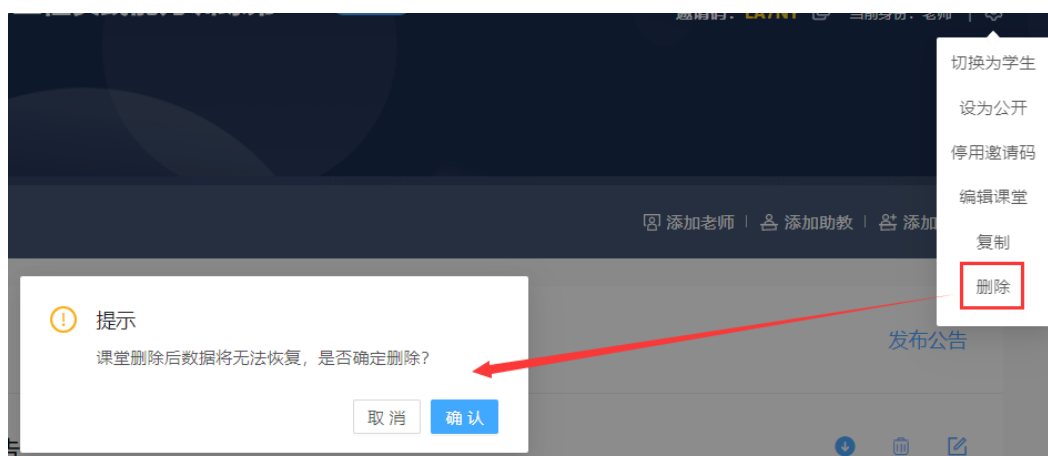 邀请码： 当前身份：老师
切换为学生
设为公开
停用邀请码
编辑课堂
添加老师 添加助教 添加
复制
删除
提示
课堂删除后数据将无法恢复，是否确定删除？
发布公告
取消 确认